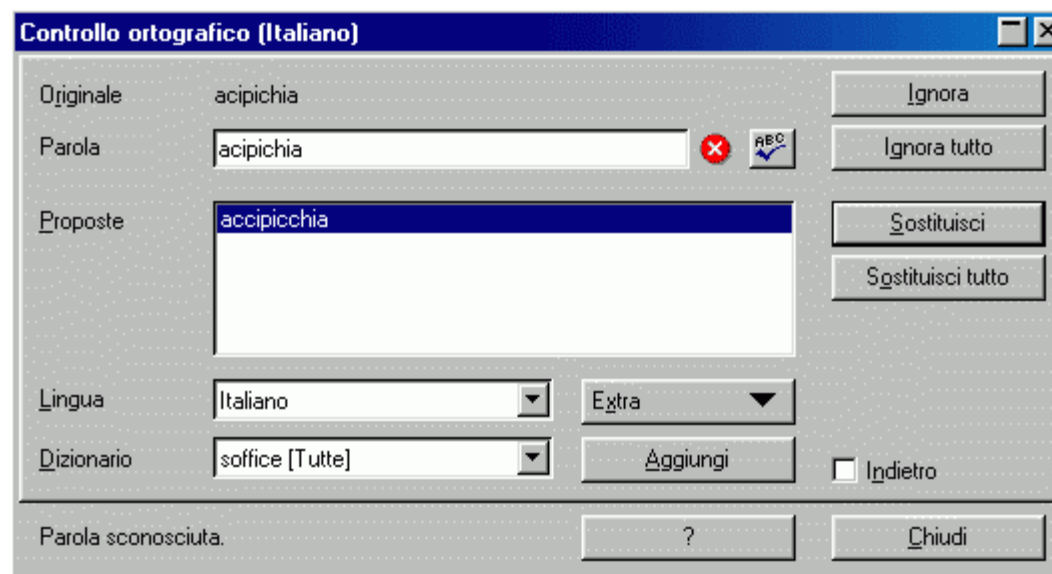 Controllo ortografico (Italiano)
Originale acipichia Ignora
Parola acipichia ABC Ignora tutto
Proposte accipicchia Sostituisci
Sostituisci tutto
Lingua Italiano Extra
Dizionario soffice [Tutte] Aggiungi Indietro
Parola sconosciuta. ? Chiudi